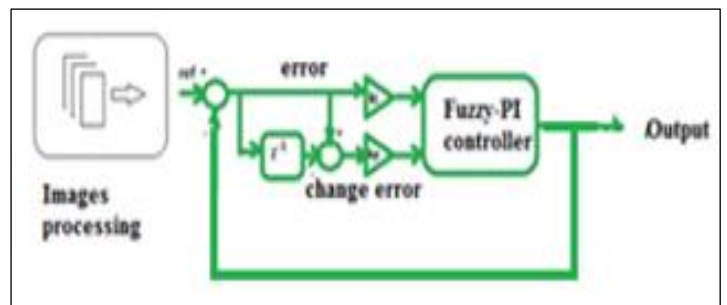 ref +
error
Fuzzy-PI
controller
Output
change error
Images
processing